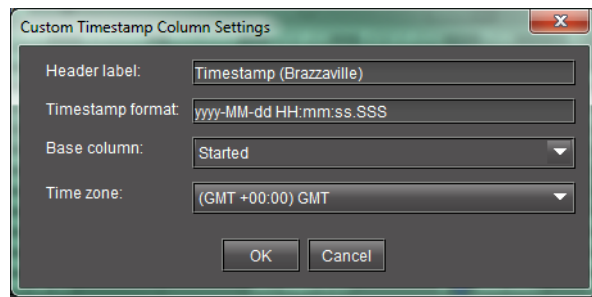 Custom Timestamp Column Settings
Header label: Timestamp (Brazzaville)
Timestamp format: yyyy-MM-dd HH:mm:ss.SSS
Base column: Started
Time zone: (GMT +00:00) GMT
OK Cancel